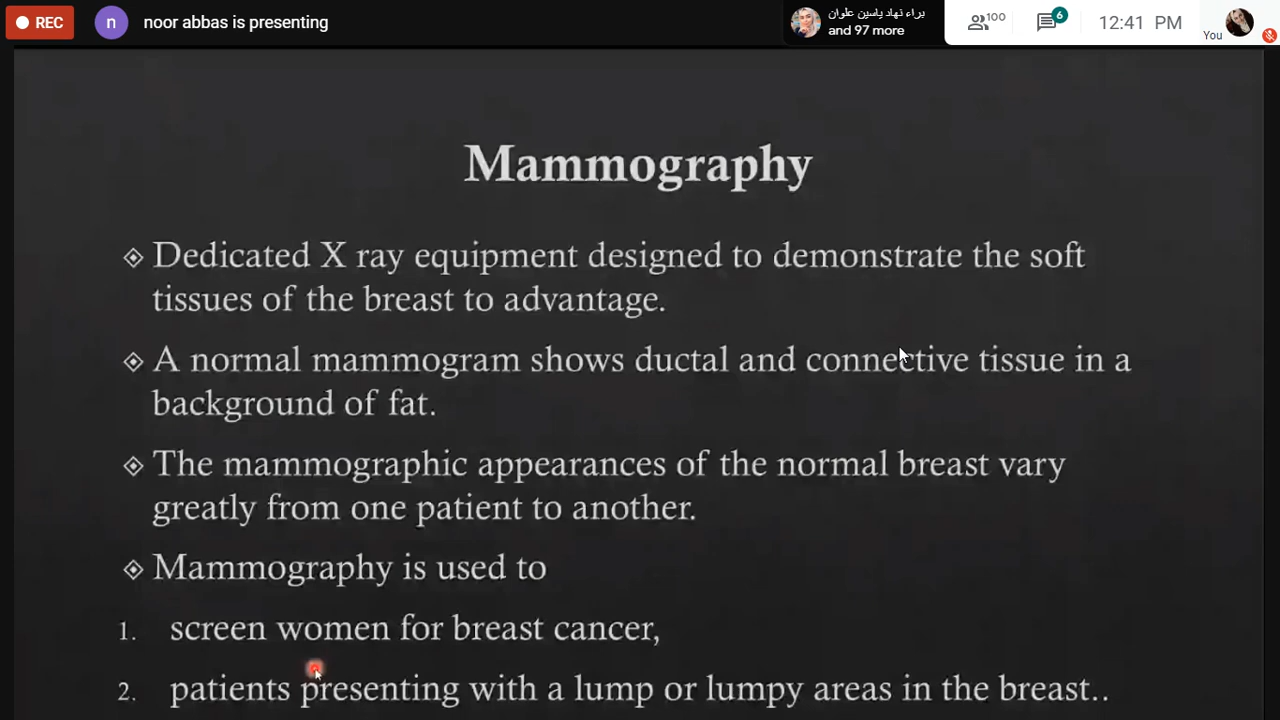 REC
n
noor abbas is presenting
براء نهاد ياسين علوان
and 97 more
100
6
12:41 PM
You
Mammography
Dedicated X ray equipment designed to demonstrate the soft
tissues of the breast to advantage.
A normal mammogram shows ductal and connective tissue in a
background of fat.
The mammographic appearances of the normal breast vary
greatly from one patient to another.
Mammography is used to
1. screen women for breast cancer,
2. patients presenting with a lump or lumpy areas in the breast..